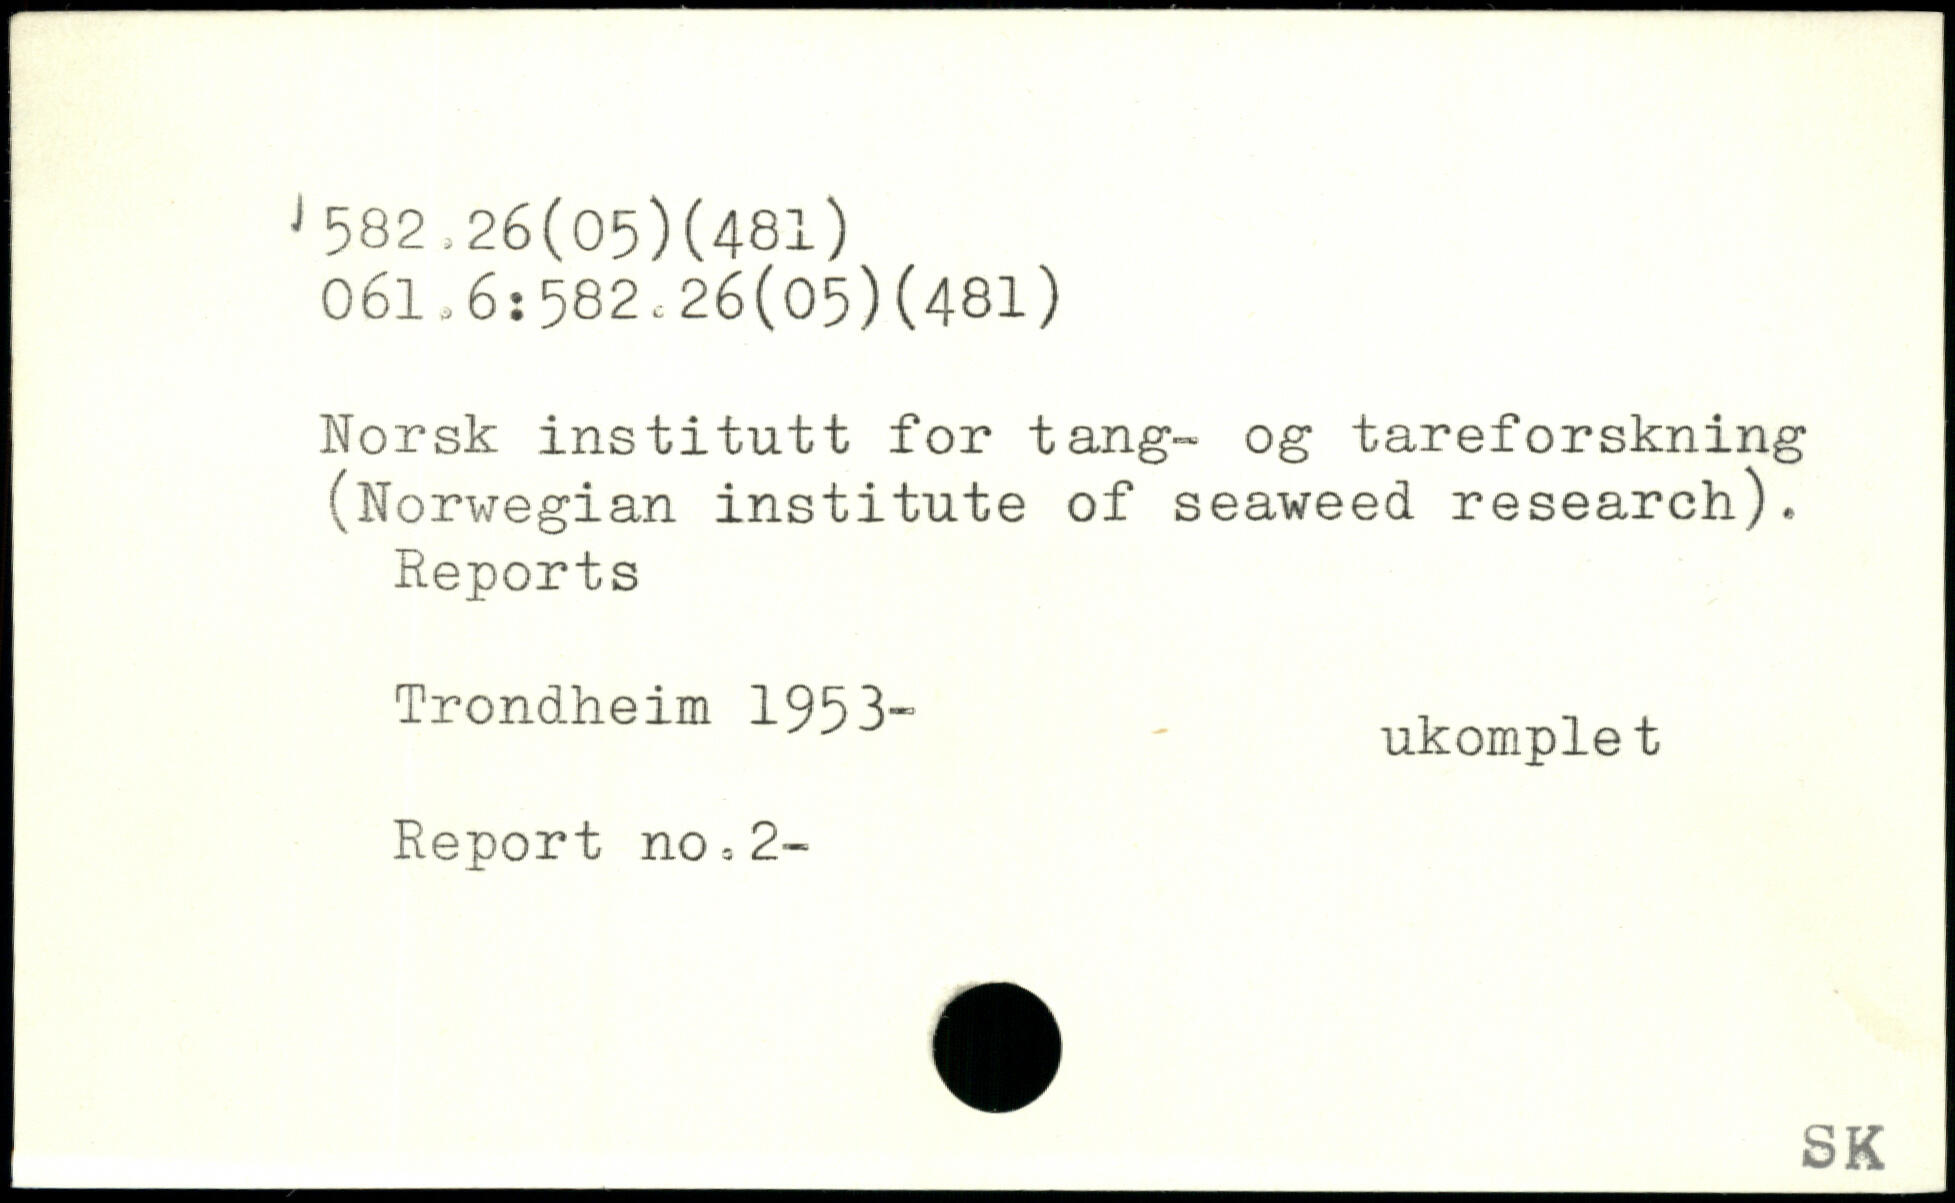 582.26(05)(481)
061.6:582.26(05)(481)
Norsk institutt for tang- og tareforskning
(Norwegian institute of seaweed research).
Reports
Trondheim 1953-
ukomplet
Report no.2-
SK